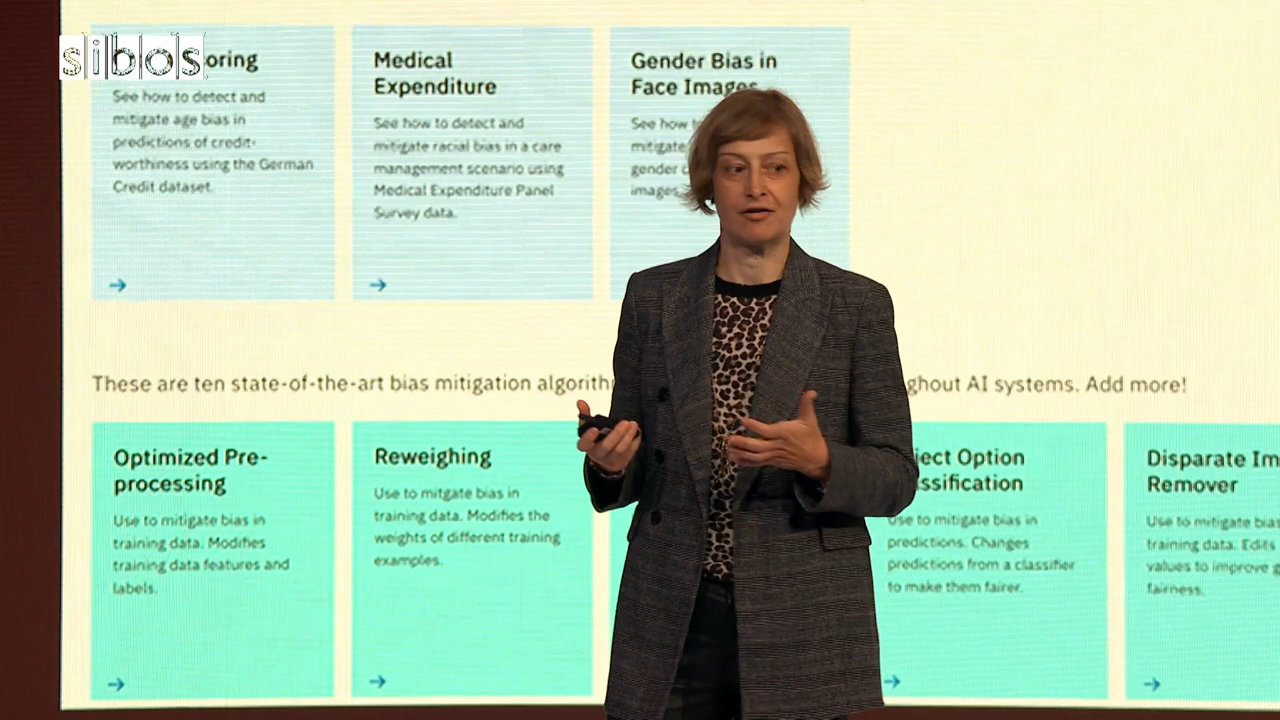 sibos
oring
See how to detect and
mitigate age bias in
predictions of credit-
worthiness using the German
Credit dataset.
Medical
Expenditure
See how to detect and
mitigate racial bias in a care
management scenario using
Medical Expenditure Panel
Survey data.
Gender Bias in
Face Images
See how
mitigate
gender
images
These are ten state-of-the-art bias mitigation algorith
ghout AI systems. Add more!
Optimized Pre-
processing
Use to mitigate bias in
training data. Modifies
training data features and
labels.
Reweighing
Use to mitgate bias in
training data. Modifies the
weights of different training
examples.
ject Option
ssification
Use to mitigate bias in
predictions. Changes
predictions from a classifier
to make them fairer.
Disparate Im
Remover
Use to mitigate bias
training data. Edits
values to improve g
fairness.